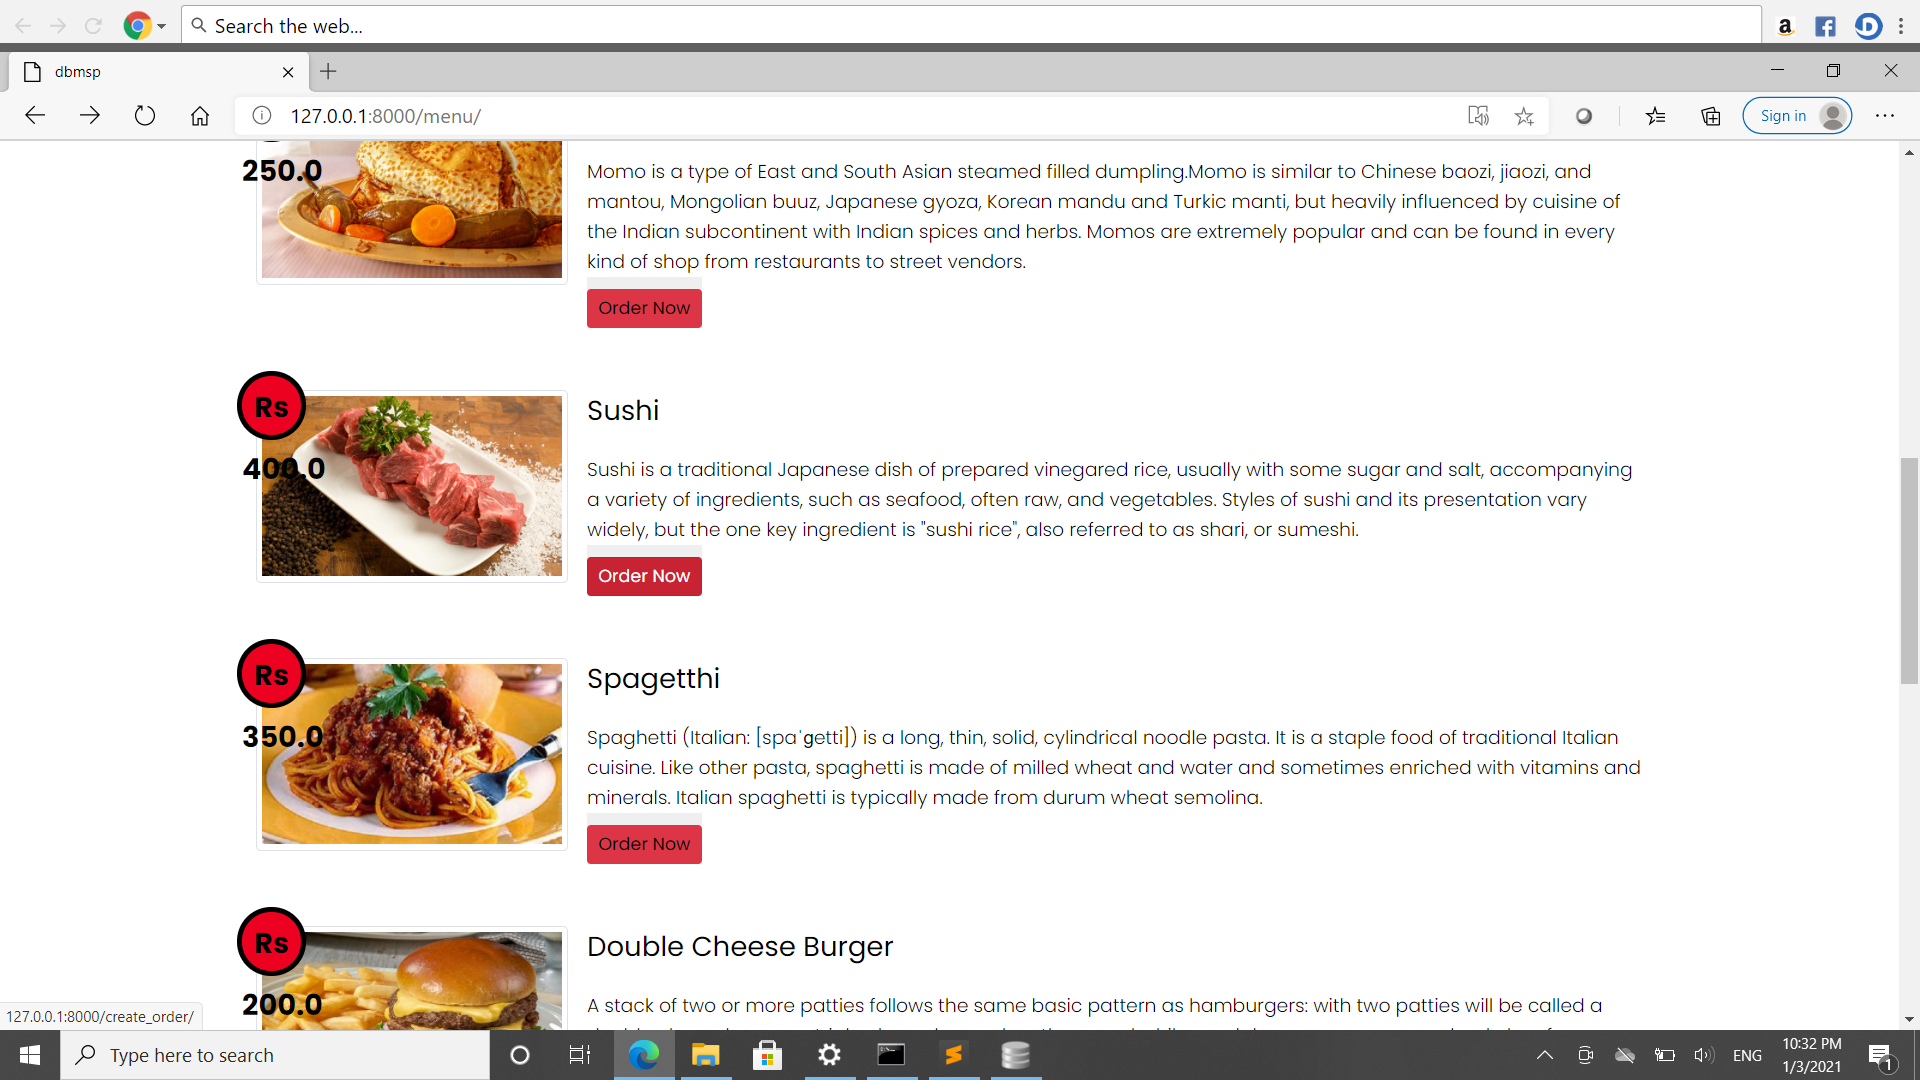 Search the web...
a
dbmsp
127.0.0.1:8000/menu/
Sign in
250.0
Momo is a type of East and South Asian steamed filled dumpling.Momo is similar to Chinese baozi, jiaozi, and
mantou, Mongolian buuz, Japanese gyoza, Korean mandu and Turkic manti, but heavily influenced by cuisine of
the Indian subcontinent with Indian spices and herbs. Momos are extremely popular and can be found in every
kind of shop from restaurants to street vendors.
Order Now
Rs
400.0
Sushi
Sushi is a traditional Japanese dish of prepared vinegared rice, usually with some sugar and salt, accompanying
a variety of ingredients, such as seafood, often raw, and vegetables. Styles of sushi and its presentation vary
widely, but the one key ingredient is "sushi rice", also referred to as shari, or sumeshi.
Order Now
Rs
350.0
Spagetthi
Spaghetti (Italian: [spaˈɡetti]) is a long, thin, solid, cylindrical noodle pasta. It is a staple food of traditional Italian
cuisine. Like other pasta, spaghetti is made of milled wheat and water and sometimes enriched with vitamins and
minerals. Italian spaghetti is typically made from durum wheat semolina.
Order Now
Rs
200.0
Double Cheese Burger
A stack of two or more patties follows the same basic pattern as hamburgers: with two patties will be called a
127.0.0.1:8000/create_order/
Type here to search
ENG
10:32 PM
1/3/2021
1